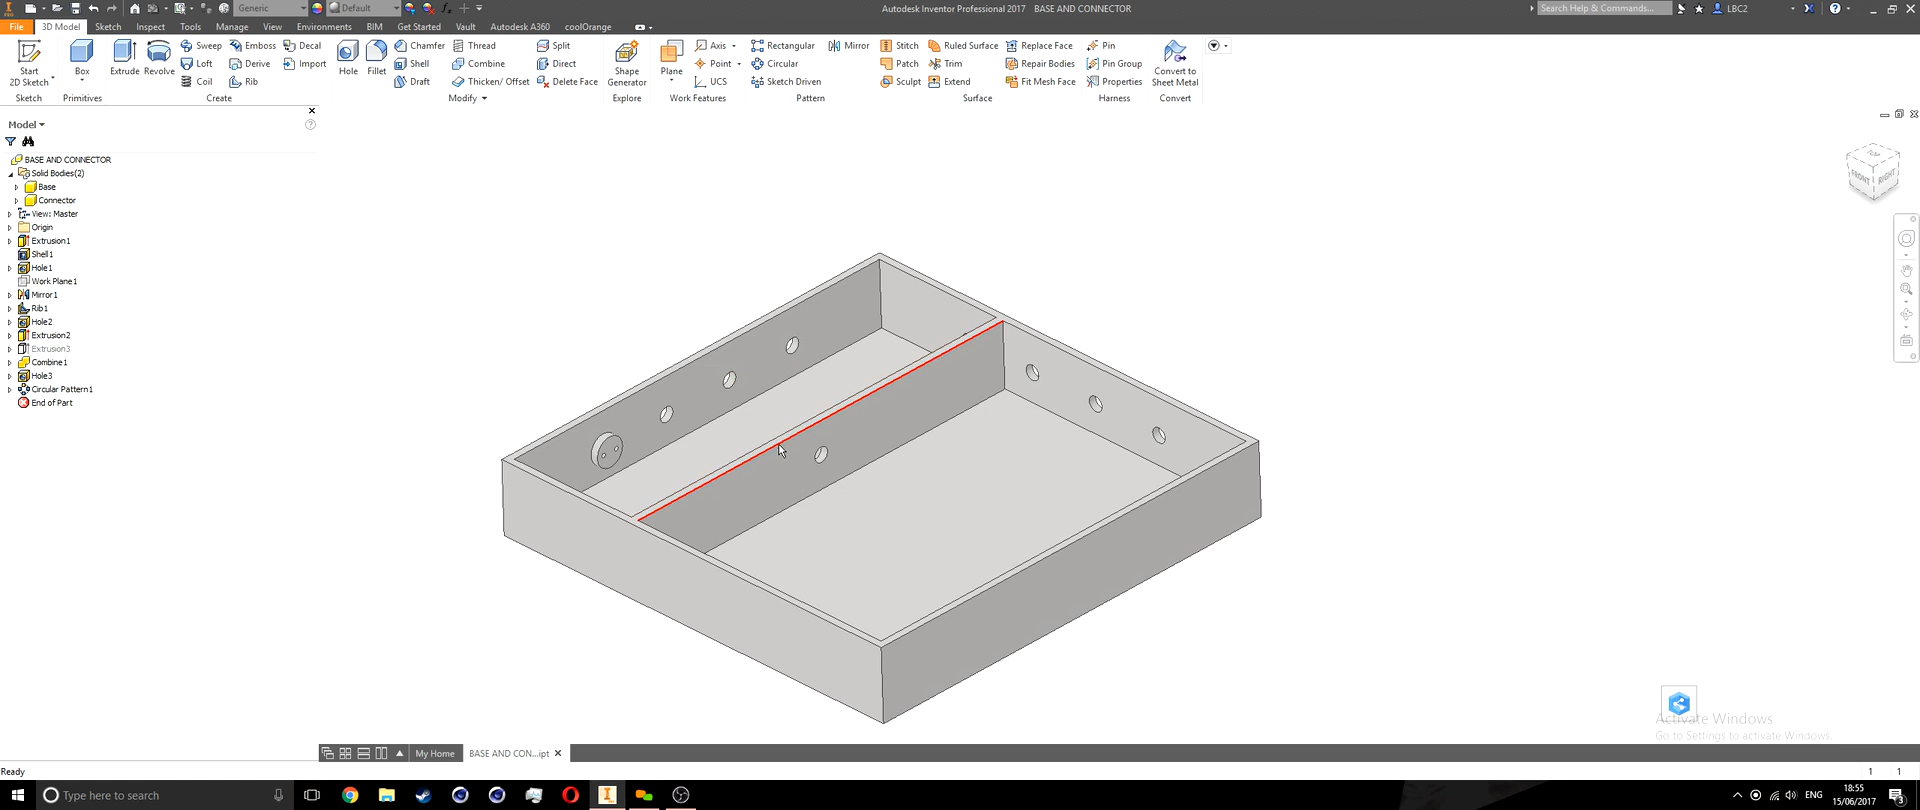 Generic
Default
Autodesk Inventor Professional 2017 BASE AND CONNECTOR
Search Help & Commands...
LBC2
File 3D Model Sketch Inspect Tools Manage View Environments BIM Get Started Vault Autodesk A360 coolOrange
Start
2D Sketch
Sketch
Box
Primitives
Extrude
Revolve
Sweep
Loft
Coil
Emboss
Derive
Rib
Decal
Import
Create
Hole
Fillet
Chamfer
Shell
Draft
Thread
Combine
Thicken/ Offset
Split
Direct
Delete Face
Modify
Shape
Generator
Explore
Plane
Axis
Point
UCS
Work Features
Rectangular
Circular
Sketch Driven
Mirror
Pattern
Stitch
Patch
Sculpt
Ruled Surface
Trim
Extend
Replace Face
Repair Bodies
Fit Mesh Face
Surface
Pin
Pin Group
Properties
Harness
Convert to
Sheet Metal
Convert
Model
BASE AND CONNECTOR
Solid Bodies(2)
Base
Connector
View: Master
Origin
Extrusion1
Shell1
Hole1
Work Plane1
Mirror1
Rib1
Hole2
Extrusion2
Extrusion3
Combine1
Hole3
Circular Pattern1
End of Part
TOP
FRONT
RIGHT
Activate Windows
Go to Settings to activate Windows.
My Home
BASE AND CON...ipt
Ready
1 1
Type here to search
ENG
18:55
15/06/2017
3